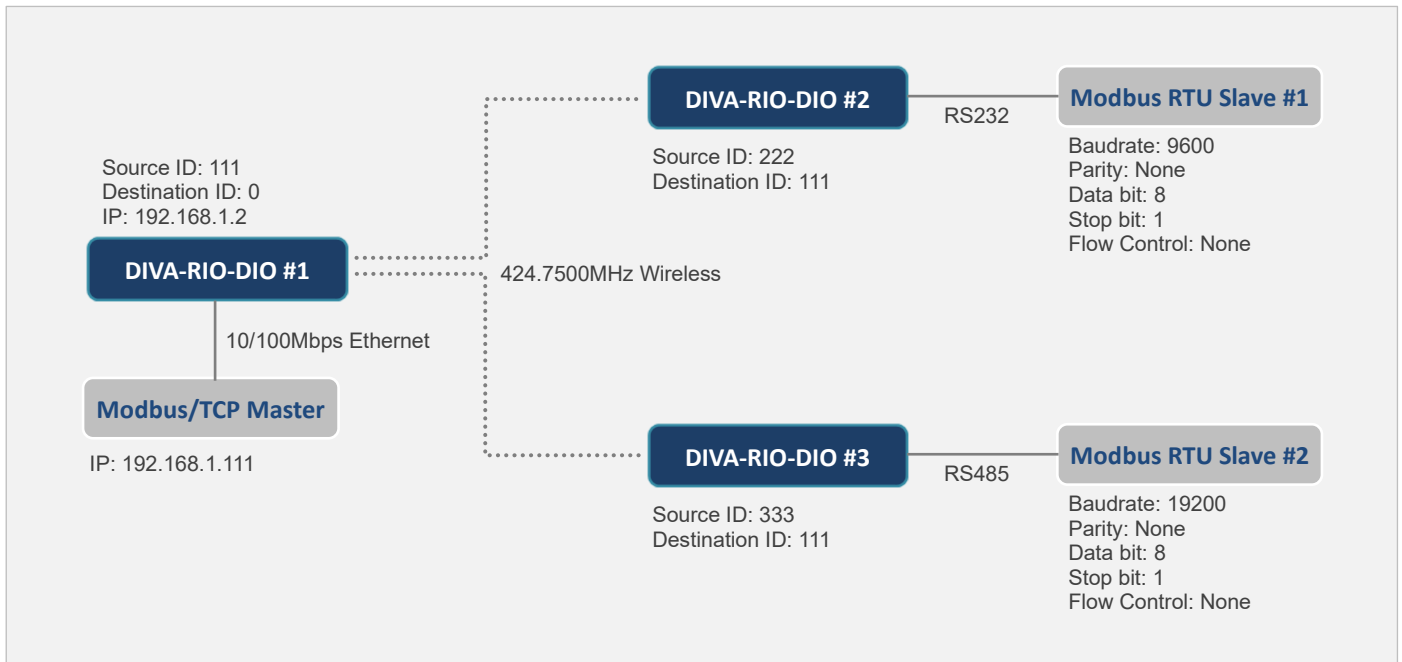 Source ID: 111
Destination ID: 0
IP: 192.168.1.2
DIVA-RIO-DIO #1
10/100Mbps Ethernet
Modbus/TCP Master
IP: 192.168.1.111
424.7500MHz Wireless
DIVA-RIO-DIO #2
Source ID: 222
Destination ID: 111
RS232
Modbus RTU Slave #1
Baudrate: 9600
Parity: None
Data bit: 8
Stop bit: 1
Flow Control: None
DIVA-RIO-DIO #3
Source ID: 333
Destination ID: 111
RS485
Modbus RTU Slave #2
Baudrate: 19200
Parity: None
Data bit: 8
Stop bit: 1
Flow Control: None